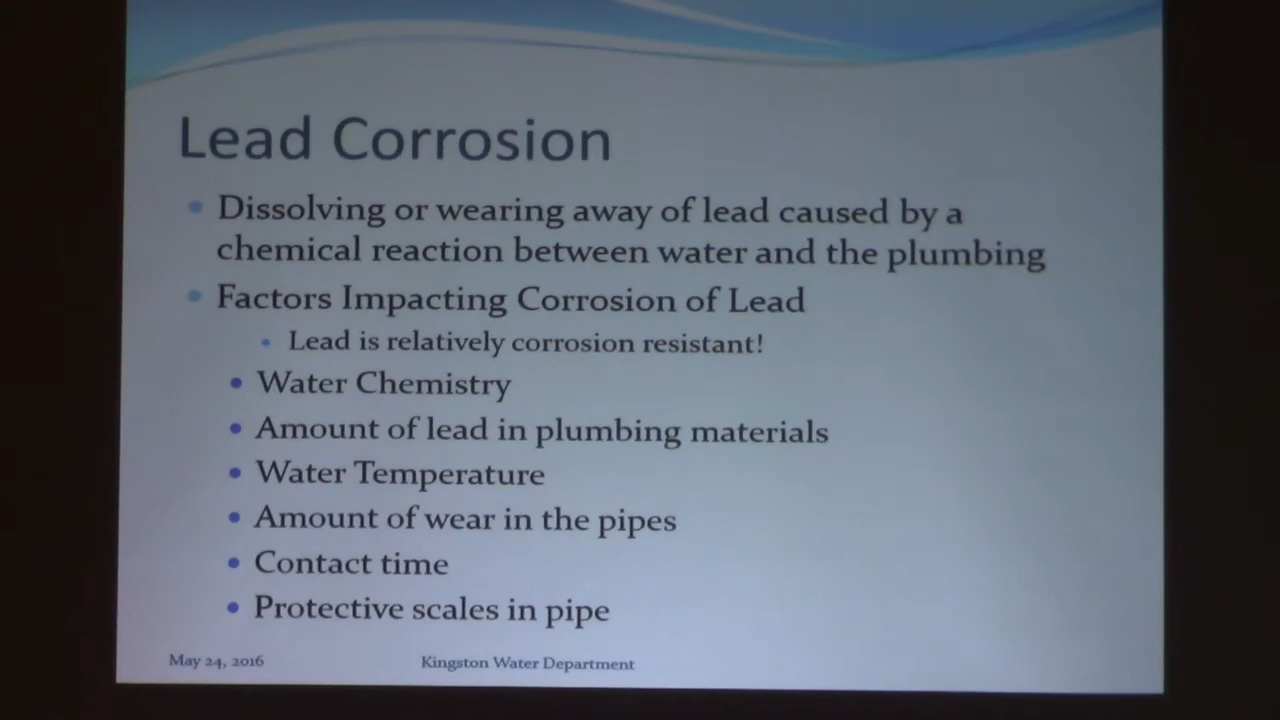 Lead Corrosion
• Dissolving or wearing away of lead caused by a
chemical reaction between water and the plumbing
• Factors Impacting Corrosion of Lead
• Lead is relatively corrosion resistant!
• Water Chemistry
• Amount of lead in plumbing materials
• Water Temperature
• Amount of wear in the pipes
• Contact time
• Protective scales in pipe
May 24, 2016
Kingston Water Department